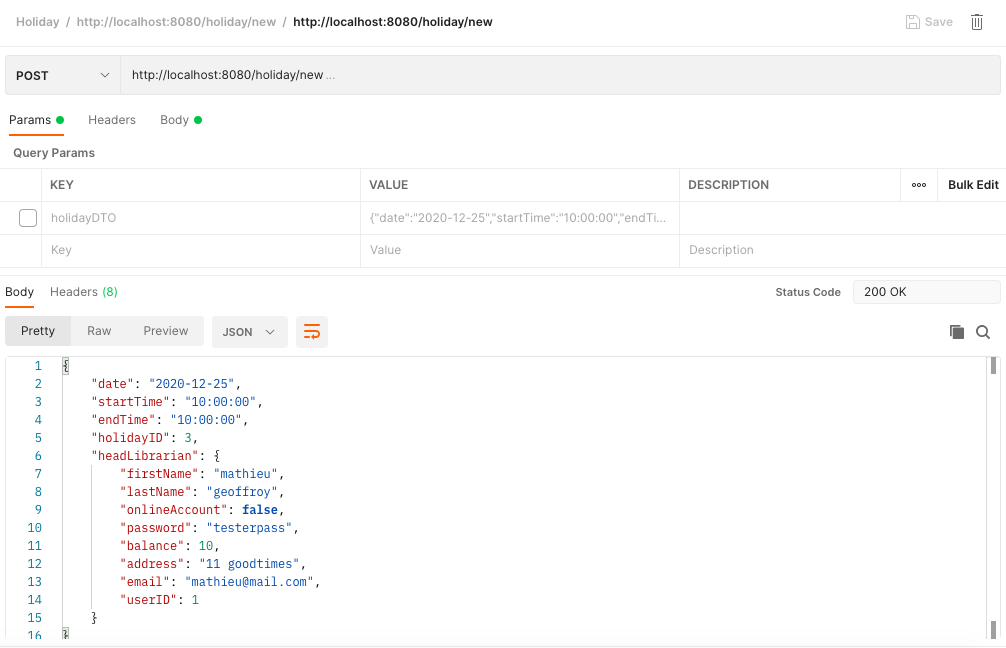 Holiday / http://localhost:8080/holiday/new / http://localhost:8080/holiday/new Save
POST http://localhost:8080/holiday/new ...
Params Headers Body
Query Params
KEY VALUE DESCRIPTION ooo Bulk Edit
holidayDTO {"date":"2020-12-25","startTime":"10:00:00","endTi...
Key Value Description
Body Headers (8) Status Code 200 OK
Pretty Raw Preview JSON
1 {
2 "date": "2020-12-25",
3 "startTime": "10:00:00",
4 "endTime": "10:00:00",
5 "holidayID": 3,
6 "headLibrarian": {
7 "firstName": "mathieu",
8 "lastName": "geoffroy",
9 "onlineAccount": false,
10 "password": "testerpass",
11 "balance": 10,
12 "address": "11 goodtimes",
13 "email": "mathieu@mail.com",
14 "userID": 1
15 }
16 }